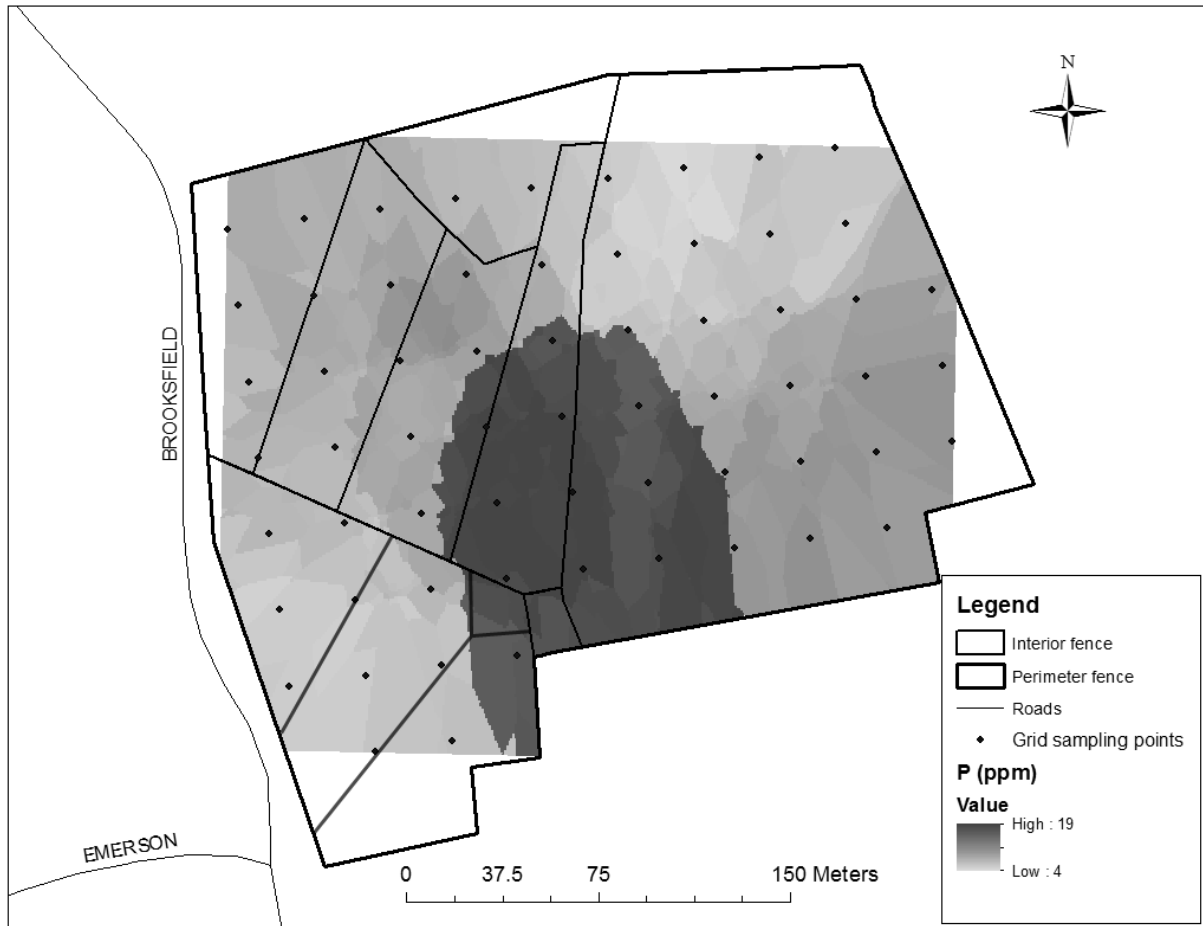 N
BROOKSFIELD
EMERSON
0 37.5 75 150 Meters
Legend
Interior fence
Perimeter fence
Roads
Grid sampling points
P (ppm)
Value
High : 19
Low : 4